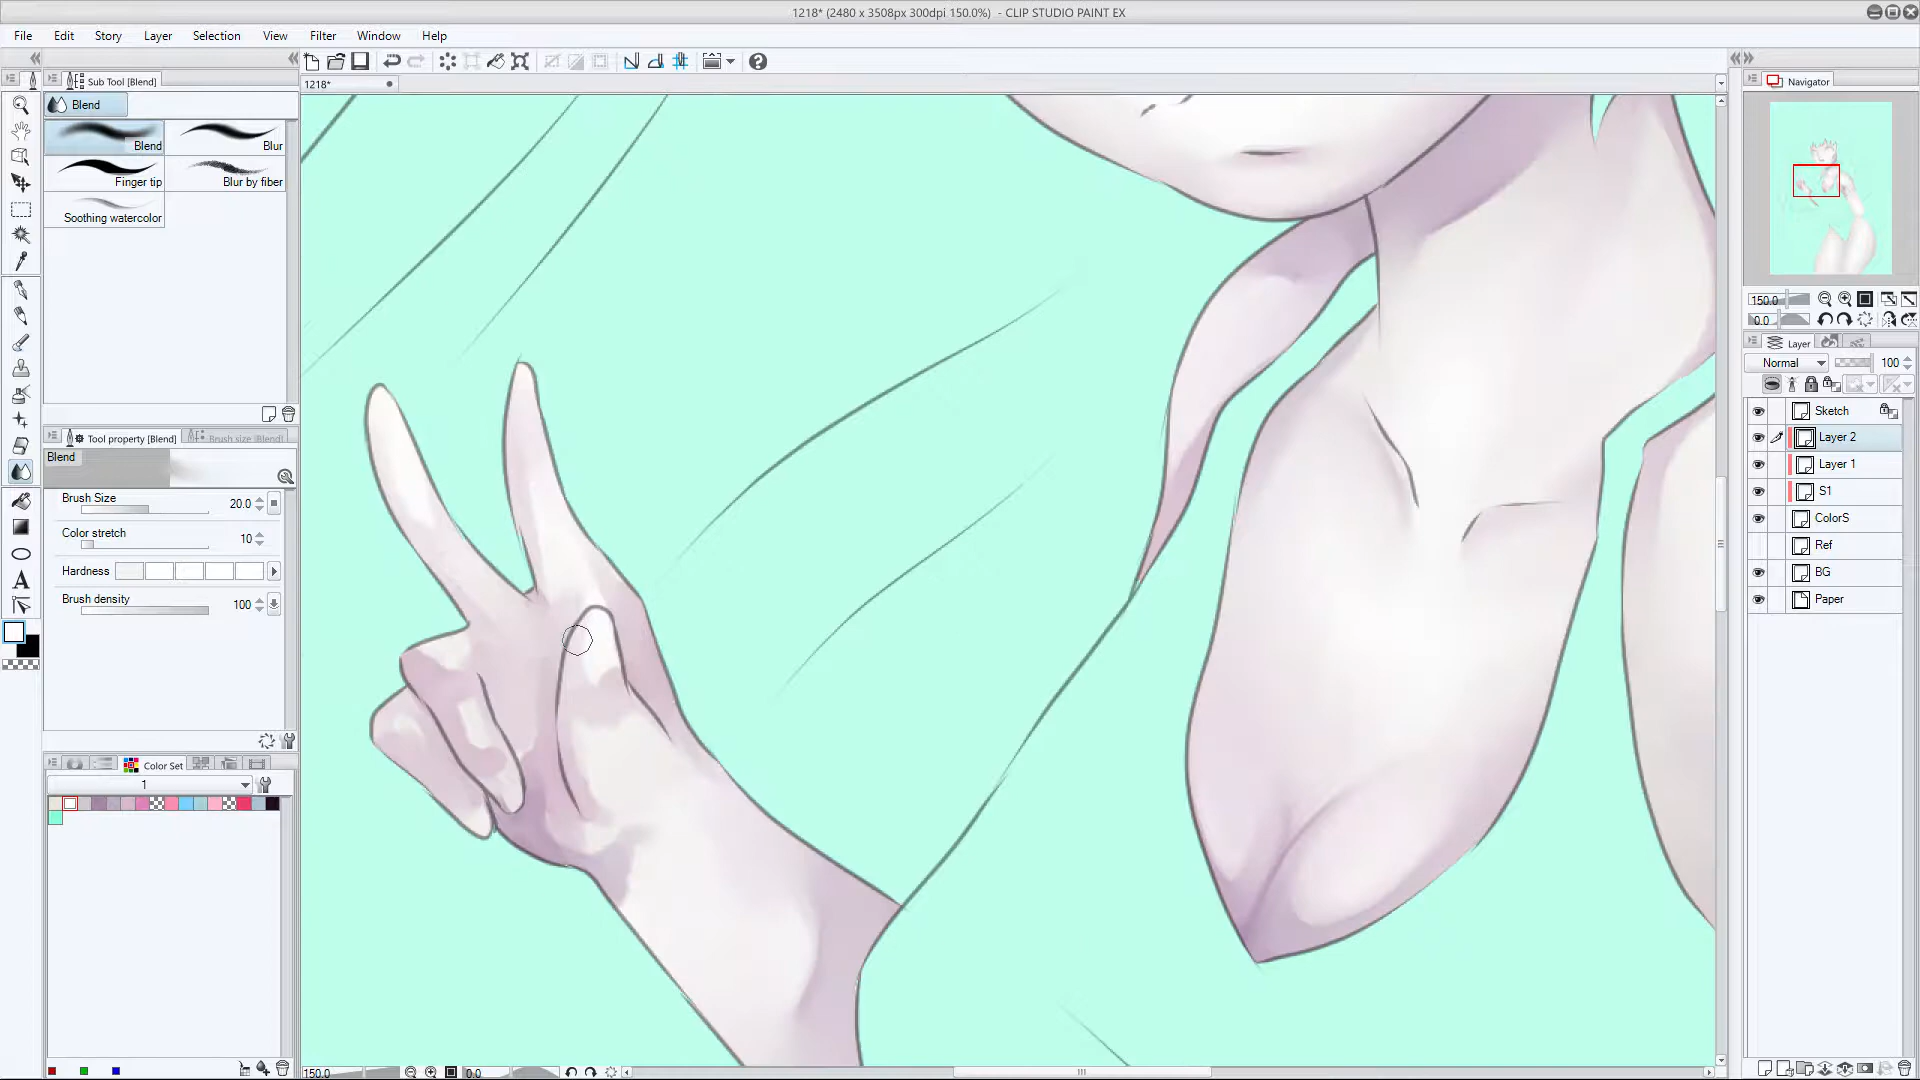 1218* (2480 x 3508px 300dpi 150.0%) - CLIP STUDIO PAINT EX
File Edit Story Layer Selection View Filter Window Help
Sub Tool [Blend]
1218*
Navigator
Blend
Blend
Blur
Finger tip
Blur by fiber
Soothing watercolor
Tool property [Blend]
Brush size [Blend]
Blend
Brush Size 20.0
Color stretch 10
Hardness
Brush density 100
Color Set
1
150.0
0.0
150.0
0.0
Layer
Normal 100
Sketch
Layer 2
Layer 1
S1
ColorS
Ref
BG
Paper
A